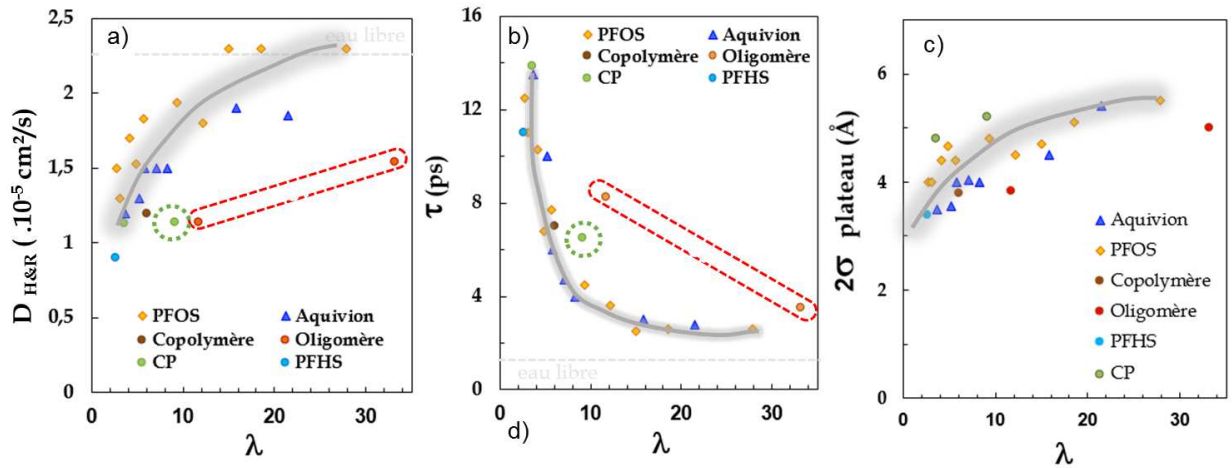 a)
D H&R ( .10⁻⁵ cm²/s)
2,5
2
1,5
1
0,5
0
eau libre
PFOS Aquivion
Copolymère Oligomère
CP PFHS
0 10 20 30
λ
b)
τ (ps)
16
12
8
4
0
PFOS Aquivion
Copolymère Oligomère
CP PFHS
eau libre
0 10 20 30
d)
λ
c)
2σ plateau (Å)
6
4
2
0
Aquivion
PFOS
Copolymère
Oligomère
PFHS
CP
0 10 20 30
λ